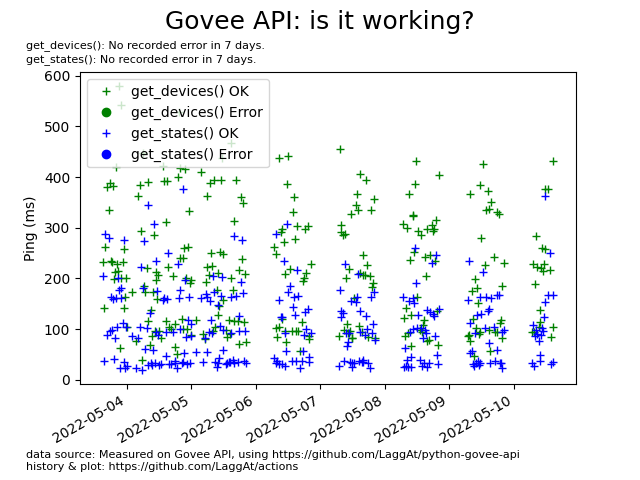 Govee API: is it working?
get_devices(): No recorded error in 7 days.
get_states(): No recorded error in 7 days.
600
500
400
300
200
100
0
Ping (ms)
get_devices() OK
get_devices() Error
get_states() OK
get_states() Error
2022-05-04
2022-05-05
2022-05-06
2022-05-07
2022-05-08
2022-05-09
2022-05-10
data source: Measured on Govee API, using https://github.com/LaggAt/python-govee-api
history & plot: https://github.com/LaggAt/actions